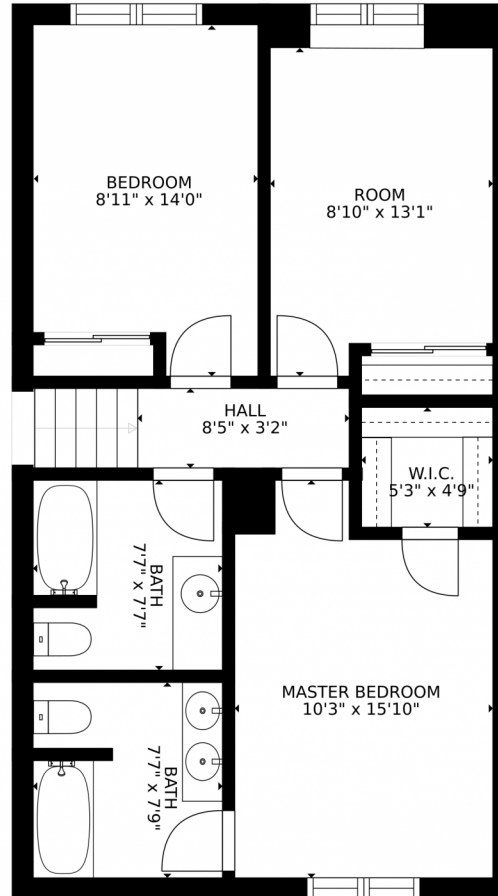 BEDROOM
8'11" x 14'0"
ROOM
8'10" x 13'1"
HALL
8'5" x 3'2"
W.I.C.
5'3" x 4'9"
BATH
7'7" x 7'7"
MASTER BEDROOM
10'3" x 15'10"
BATH
7'7" x 7'9"